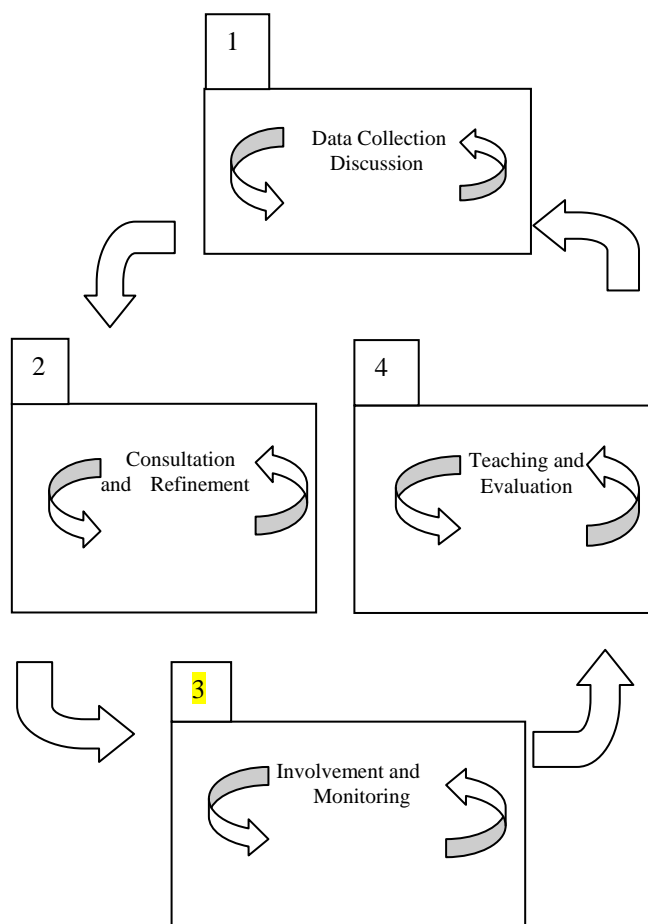 1
Data Collection
Discussion
2
Consultation
and Refinement
4
Teaching and
Evaluation
3
Involvement and
Monitoring